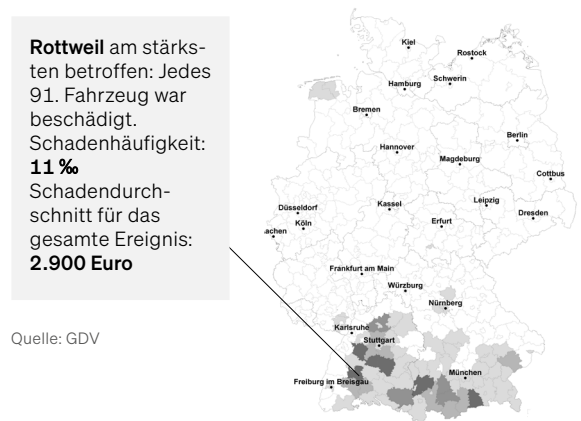 Rottweil am stärks-
ten betroffen: Jedes
91. Fahrzeug war
beschädigt.
Schadenhäufigkeit:
11 ‰
Schadendurch-
schnitt für das
gesamte Ereignis:
2.900 Euro
Quelle: GDV
Kiel
Rostock
Schwerin
Hamburg
Bremen
Berlin
Hannover
Magdeburg
Cottbus
Kassel
Leipzig
Düsseldorf
Dresden
Köln
Erfurt
achen
Frankfurt am Main
Würzburg
Nürnberg
Karlsruhe
Stuttgart
München
Freiburg im Breisgau